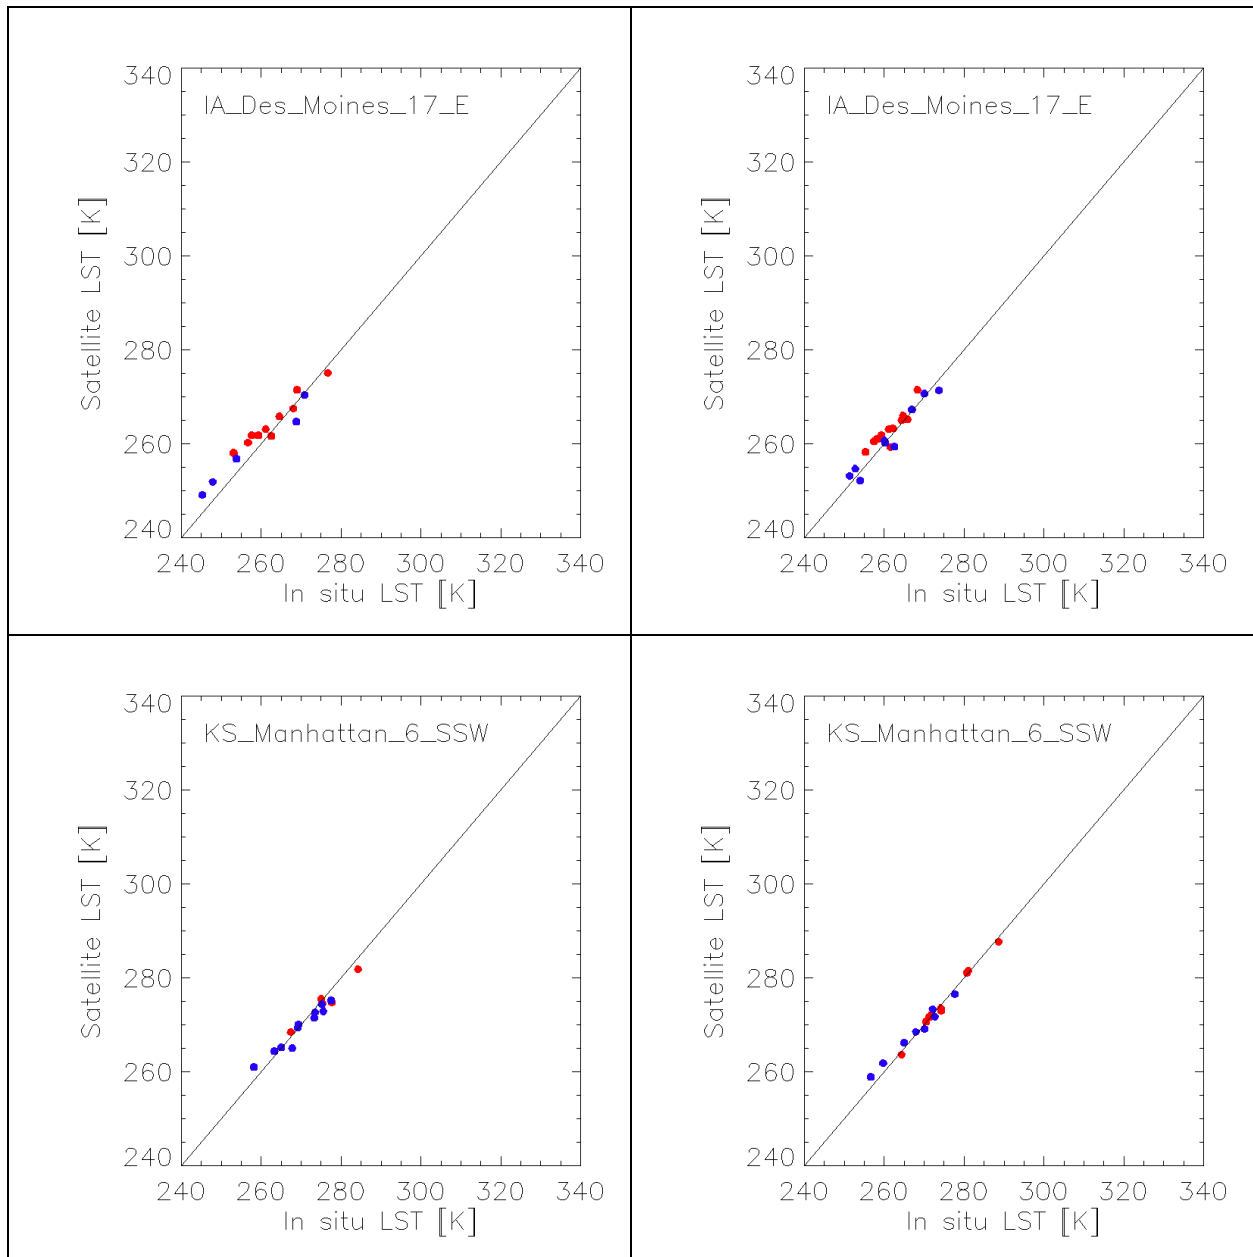 340
IA_Des_Moines_17_E
320
300
280
260
240
Satellite LST [K]
240 260 280 300 320 340
In situ LST [K]
340
IA_Des_Moines_17_E
320
300
280
260
240
Satellite LST [K]
240 260 280 300 320 340
In situ LST [K]
340
KS_Manhattan_6_SSW
320
300
280
260
240
Satellite LST [K]
240 260 280 300 320 340
In situ LST [K]
340
KS_Manhattan_6_SSW
320
300
280
260
240
Satellite LST [K]
240 260 280 300 320 340
In situ LST [K]